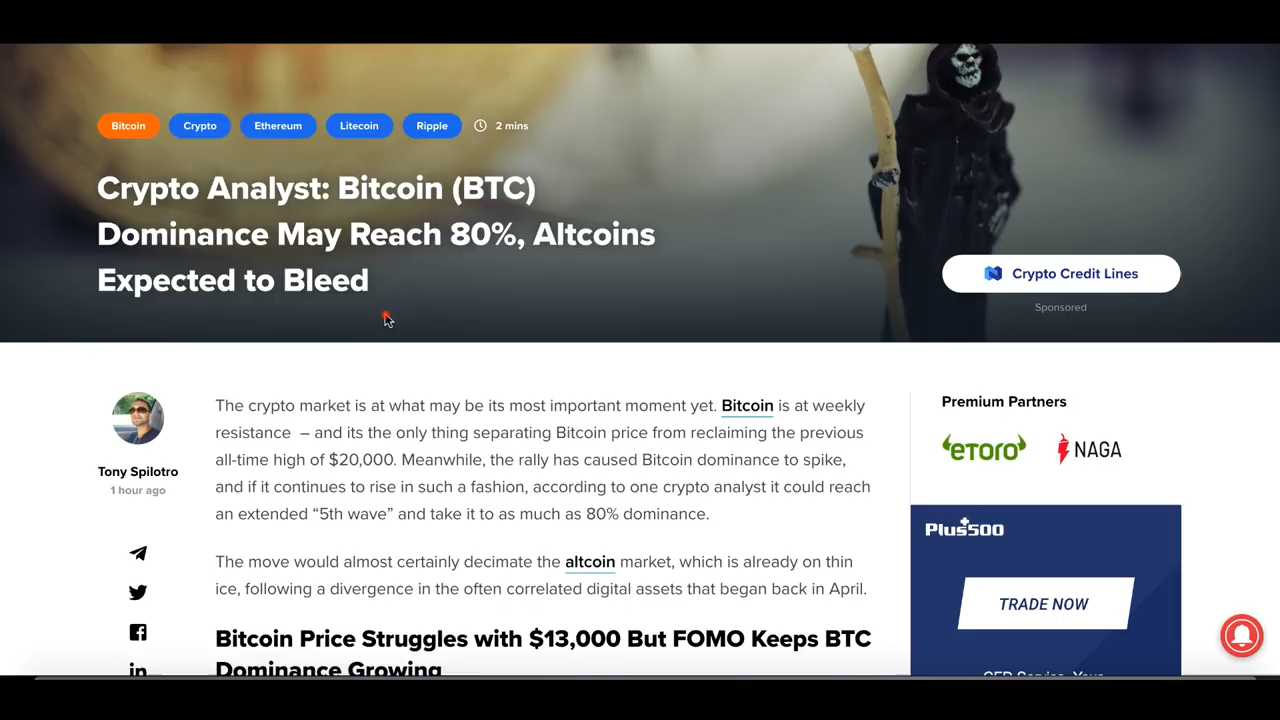 Bitcoin
Crypto
Ethereum
Litecoin
Ripple
2 mins
Crypto Analyst: Bitcoin (BTC)
Dominance May Reach 80%, Altcoins
Expected to Bleed
Crypto Credit Lines
Sponsored
Tony Spilotro
1 hour ago
The crypto market is at what may be its most important moment yet. Bitcoin is at weekly
resistance – and its the only thing separating Bitcoin price from reclaiming the previous
all-time high of $20,000. Meanwhile, the rally has caused Bitcoin dominance to spike,
and if it continues to rise in such a fashion, according to one crypto analyst it could reach
an extended “5th wave” and take it to as much as 80% dominance.
The move would almost certainly decimate the altcoin market, which is already on thin
ice, following a divergence in the often correlated digital assets that began back in April.
Bitcoin Price Struggles with $13,000 But FOMO Keeps BTC
Dominance Growing
Premium Partners
eToro
NAGA
Plus500
TRADE NOW
CFD Service. Your